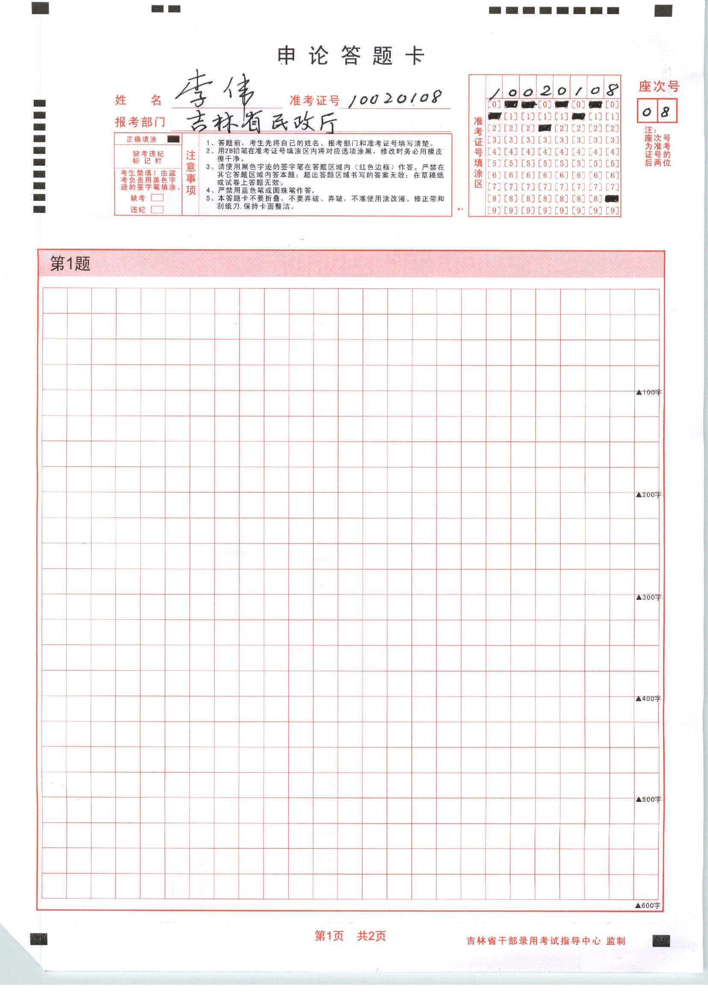 申论答题卡
姓名 李伟 准考证号 10020108
报考部门 吉林省民政厅
正确填涂
缺考违纪
标记栏
考生禁填！由监
考负责用黑色字
迹的签字笔填涂。
缺考
违纪
注意事项
1、答题前，考生先将自己的姓名、报考部门和准考证号填写清楚。
2、用2B铅笔在准考证号填涂区内将对应选项涂黑，修改时务必用橡皮
擦干净。
3、请使用黑色字迹的签字笔在答题区域内（红色边框）作答。严禁在
其它答题区域内答本题；超出答题区域书写的答案无效；在草稿纸
或试卷上答题无效。
4、严禁用蓝色笔或圆珠笔作答。
5、本答题卡不要折叠、不要弄破、弄皱，不准使用涂改液、修正带和
刮纸刀,保持卡面整洁。
准考证号填涂区
1 0 0 2 0 1 0 8
[0] [0] [0] [0]
[1] [1] [1] [1] [1] [1]
[2] [2] [2] [2] [2] [2] [2]
[3] [3] [3] [3] [3] [3] [3] [3]
[4] [4] [4] [4] [4] [4] [4] [4]
[5] [5] [5] [5] [5] [5] [5] [5]
[6] [6] [6] [6] [6] [6] [6] [6]
[7] [7] [7] [7] [7] [7] [7] [7]
[8] [8] [8] [8] [8] [8] [8]
[9] [9] [9] [9] [9] [9] [9] [9]
座次号
0 8
注：
座次号
为准考
证号的
后两位
第1题
▲100字
▲200字
▲300字
▲400字
▲500字
▲600字
第1页 共2页
吉林省干部录用考试指导中心 监制